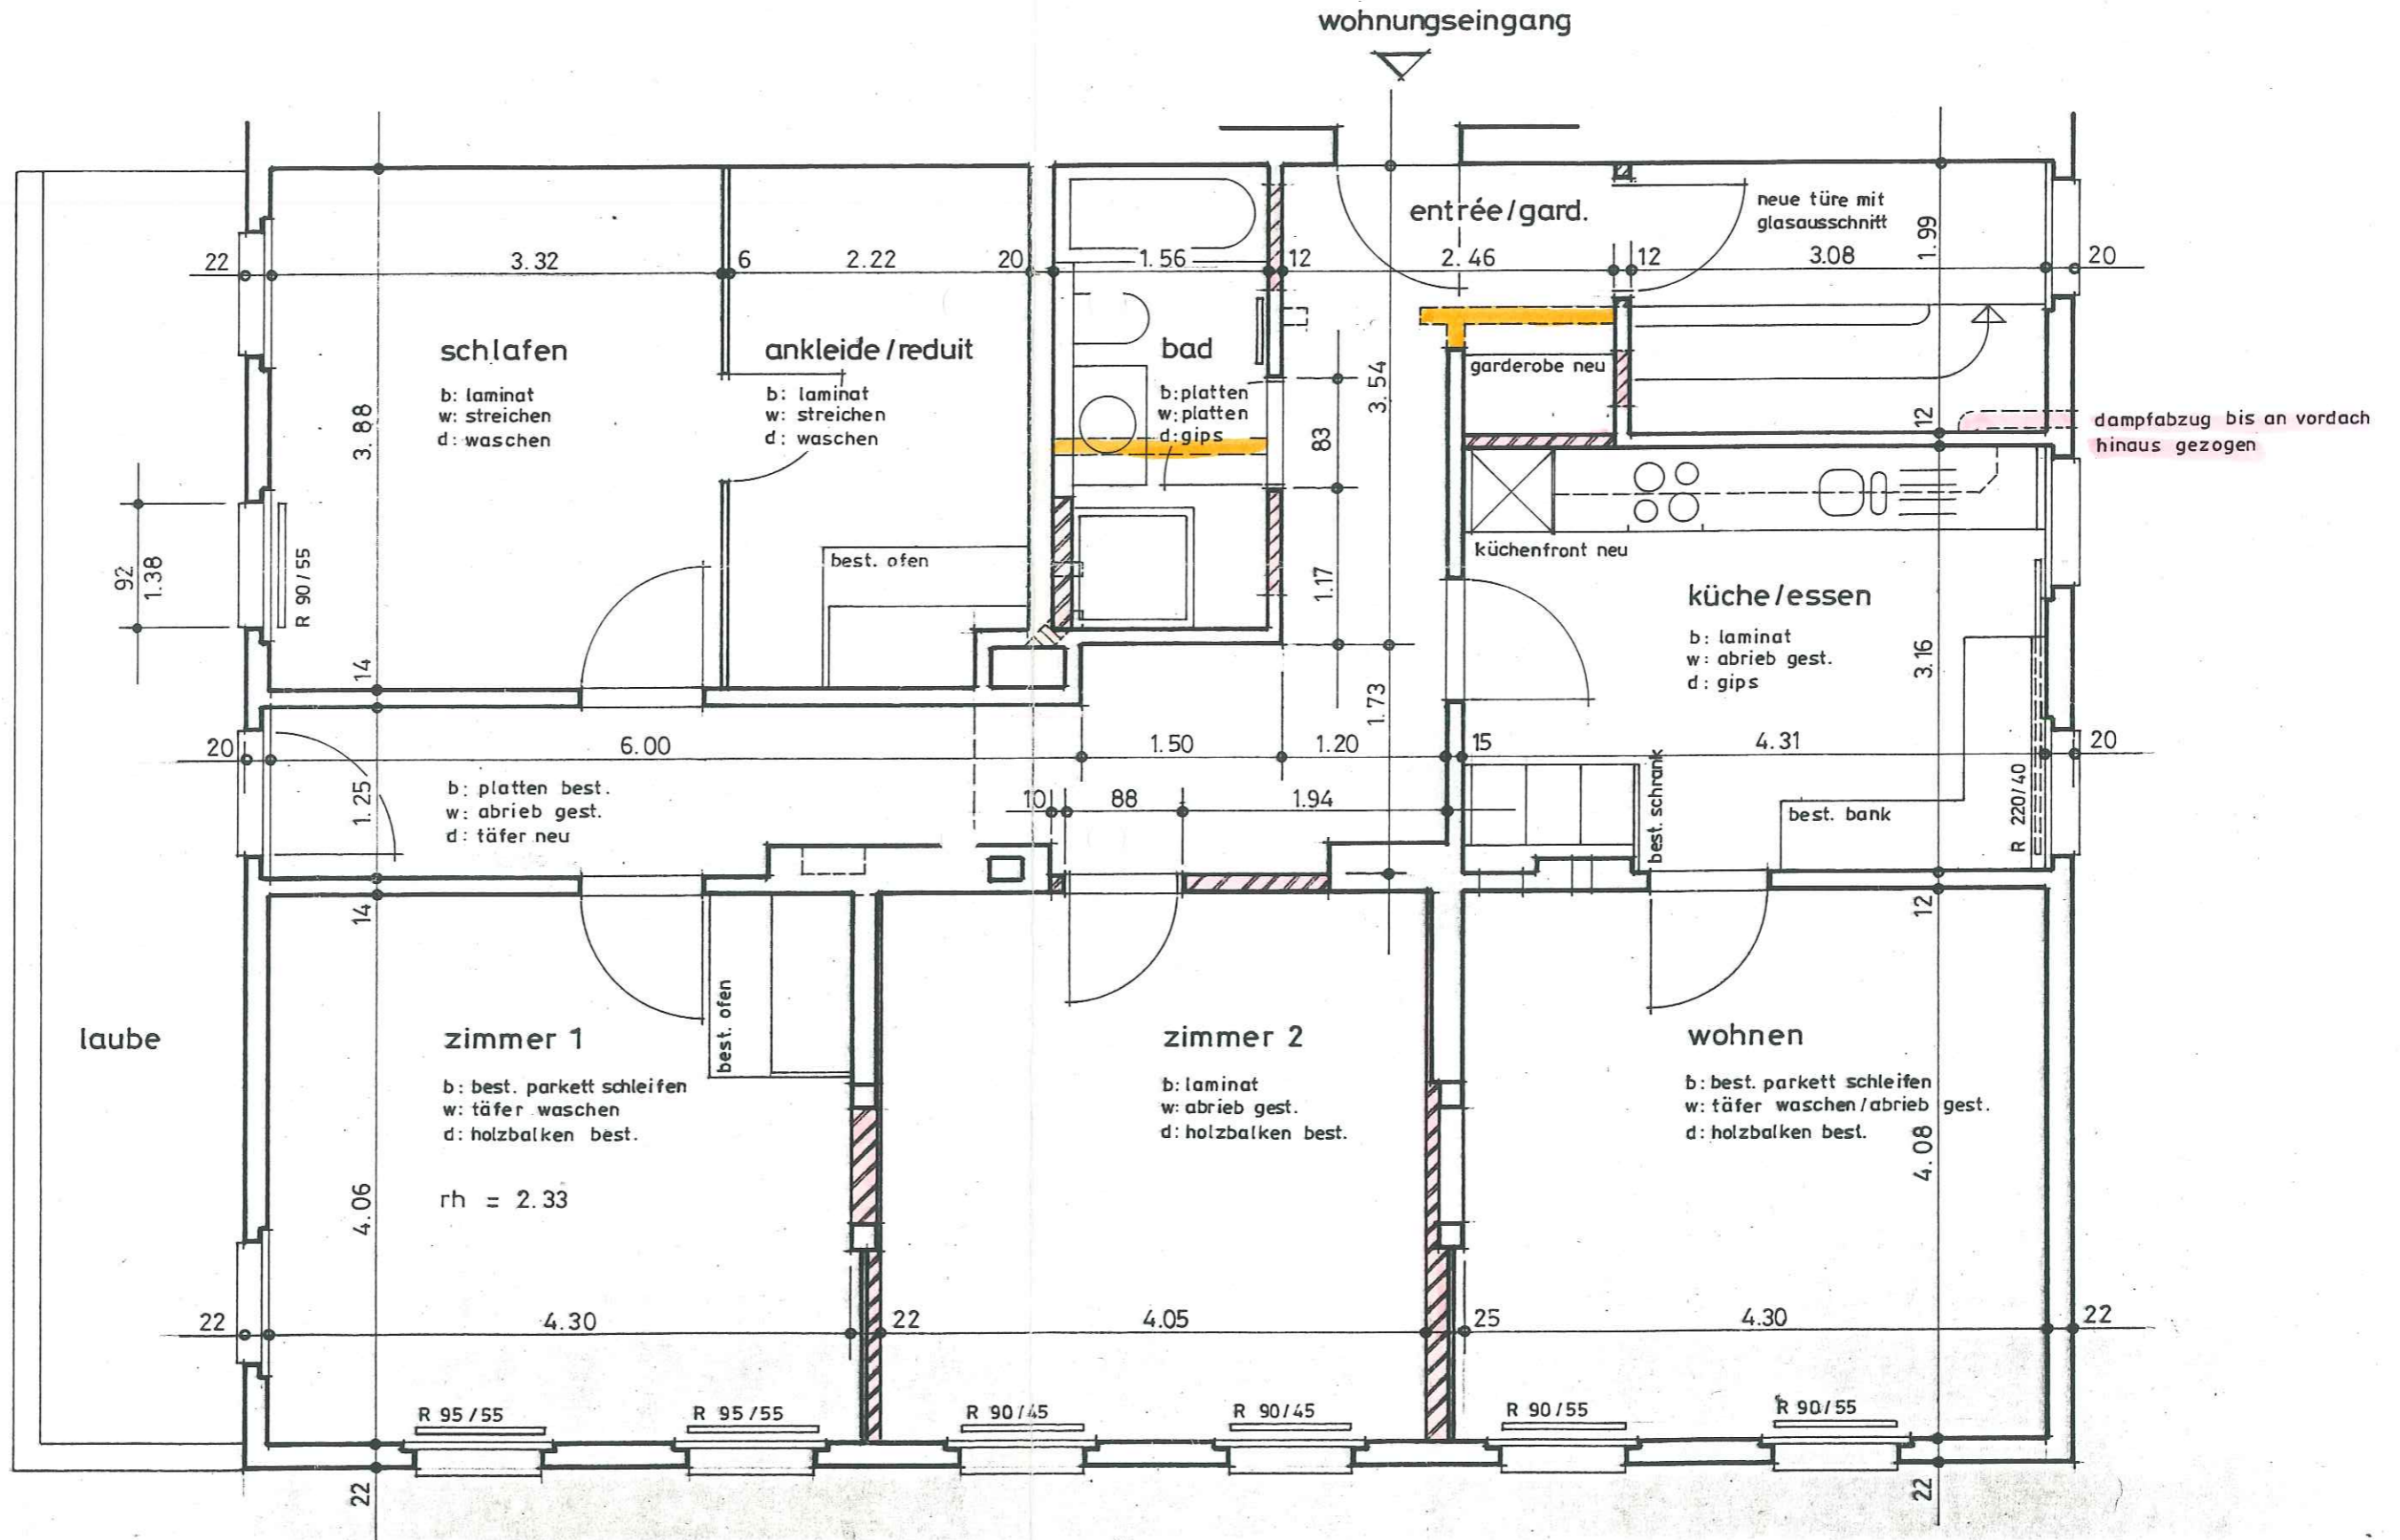 wohnungseingang
entrée/gard.
neue türe mit
glasausschnitt
1.99
22
3.32
6
2.22
20
1.56
12
2.46
12
3.08
20
schlafen
b: laminat
w: streichen
d: waschen
3.88
ankleide/reduit
b: laminat
w: streichen
d: waschen
bad
b: platten
w: platten
d: gips
83
3.54
garderobe neu
12
dampfabzug bis an vordach
hinaus gezogen
92
1.38
R 90/55
best. ofen
1.17
küchenfront neu
küche/essen
b: laminat
w: abrieb gest.
d: gips
3.16
14
1.73
20
6.00
1.50
1.20
15
4.31
20
1.25
b: platten best.
w: abrieb gest.
d: täfer neu
10
88
1.94
best. schrank
best. bank
R 220/40
14
12
laube
zimmer 1
b: best. parkett schleifen
w: täfer waschen
d: holzbalken best.
rh = 2.33
best. ofen
4.06
zimmer 2
b: laminat
w: abrieb gest.
d: holzbalken best.
wohnen
b: best. parkett schleifen
w: täfer waschen/abrieb gest.
d: holzbalken best.
4.08
22
4.30
22
4.05
25
4.30
22
R 95/55
R 95/55
R 90/45
R 90/45
R 90/55
R 90/55
22
22